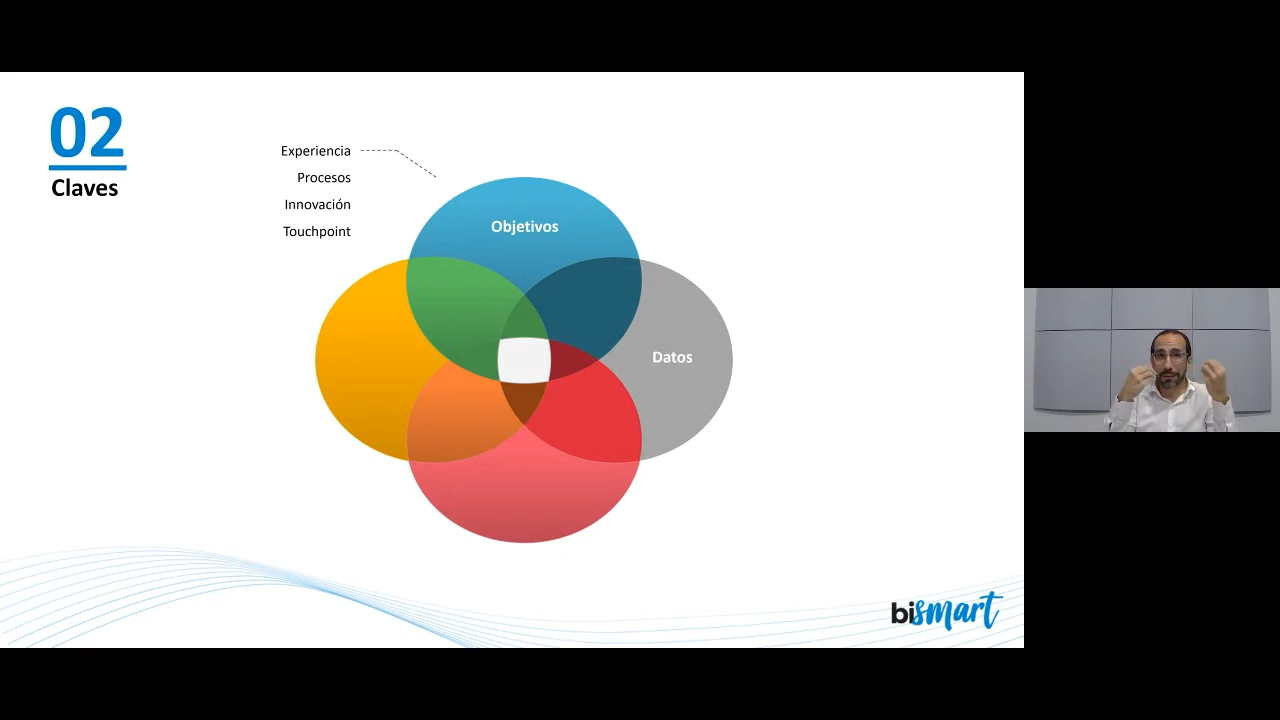 02
Claves
Experiencia
Procesos
Innovación
Touchpoint
Objetivos
Datos
bismart